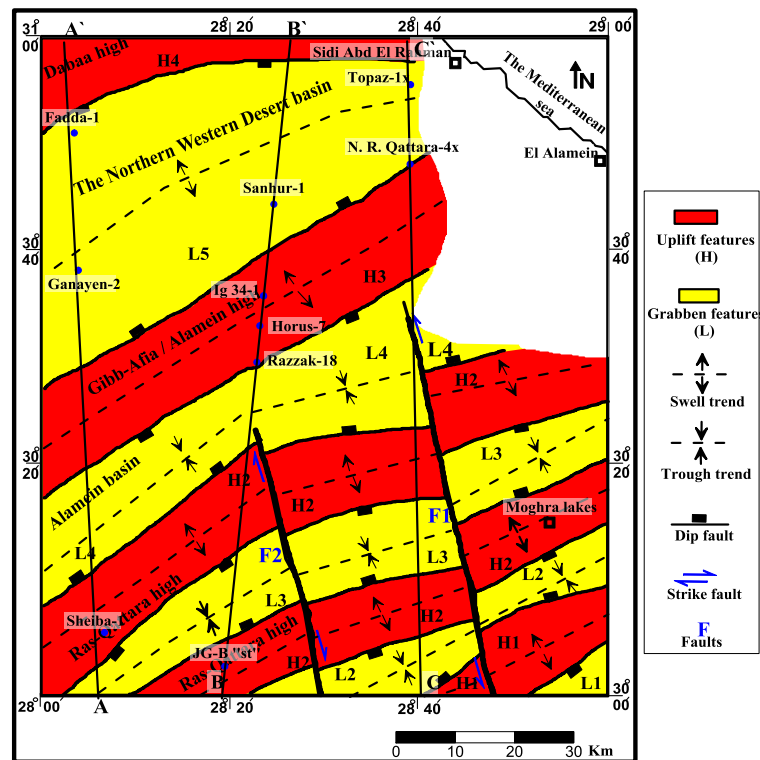 28° 20
28° 40
29° 00
31° 00
A`
B`
C`
Dabaa high
H4
Sidi Abd El Rahman
The Mediterranean
sea
N
Topaz-1x
Fadda-1
The Northern Western Desert basin
N. R. Qattara-4x
El Alamein
Sanhur-1
30° 40
30° 40
L5
H3
Ganayen-2
Ig 34-1
Gibb-Afia / Alamein high
Horus-7
Razzak-18
L4
L4
H2
30° 20
30° 20
Alamein basin
L3
H2
H2
Moghra lakes
F1
F2
L4
L3
H2
L2
L3
H2
Sheiba-1
Ras Qattara high
JG-B "st"
Ras Qattara high
H2
H1
L2
H1
L1
B
C
A
30° 00
28° 00
28° 20
28° 40
30° 00
0
10
20
30
Km
Uplift features
(H)
Grabben features
(L)
Swell trend
Trough trend
Dip fault
Strike fault
F
Faults